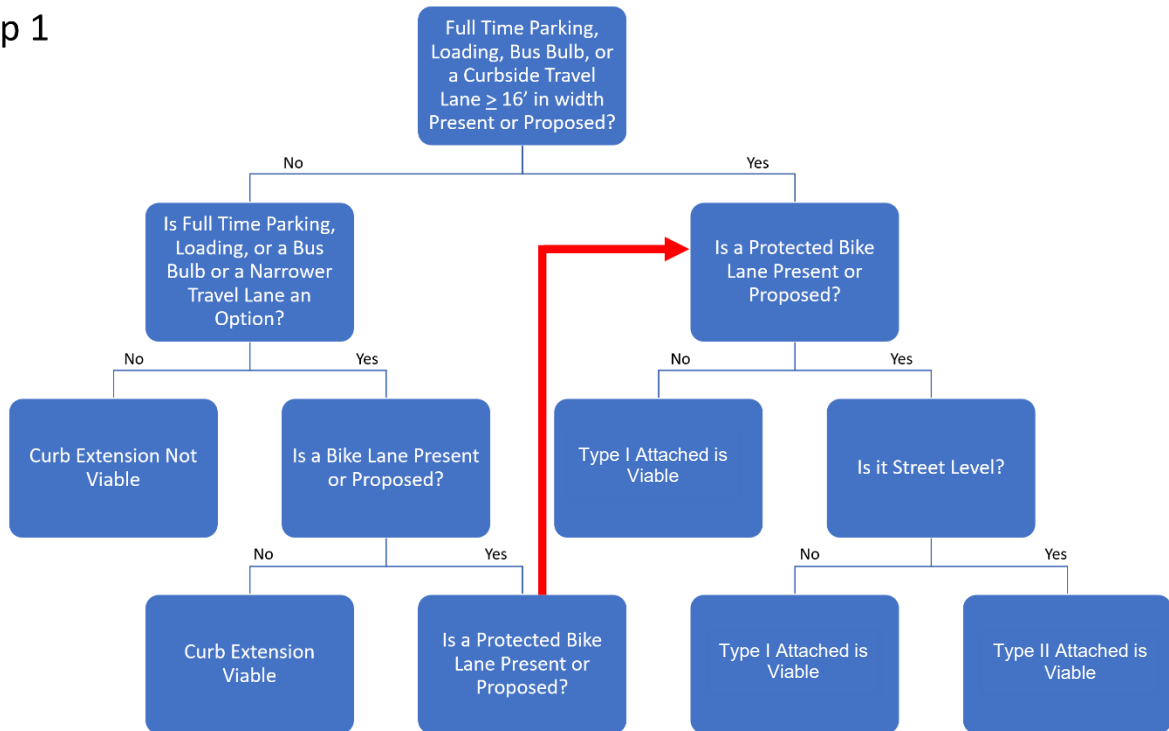 p 1
Full Time Parking,
Loading, Bus Bulb, or
a Curbside Travel
Lane ≥ 16' in width
Present or Proposed?
No
Yes
Is Full Time Parking,
Loading, or a Bus
Bulb or a Narrower
Travel Lane an
Option?
Is a Protected Bike
Lane Present or
Proposed?
No
Yes
No
Yes
Curb Extension Not
Viable
Is a Bike Lane Present
or Proposed?
Type I Attached is
Viable
Is it Street Level?
No
Yes
No
Yes
Curb Extension
Viable
Is a Protected Bike
Lane Present or
Proposed?
Type I Attached is
Viable
Type II Attached is
Viable